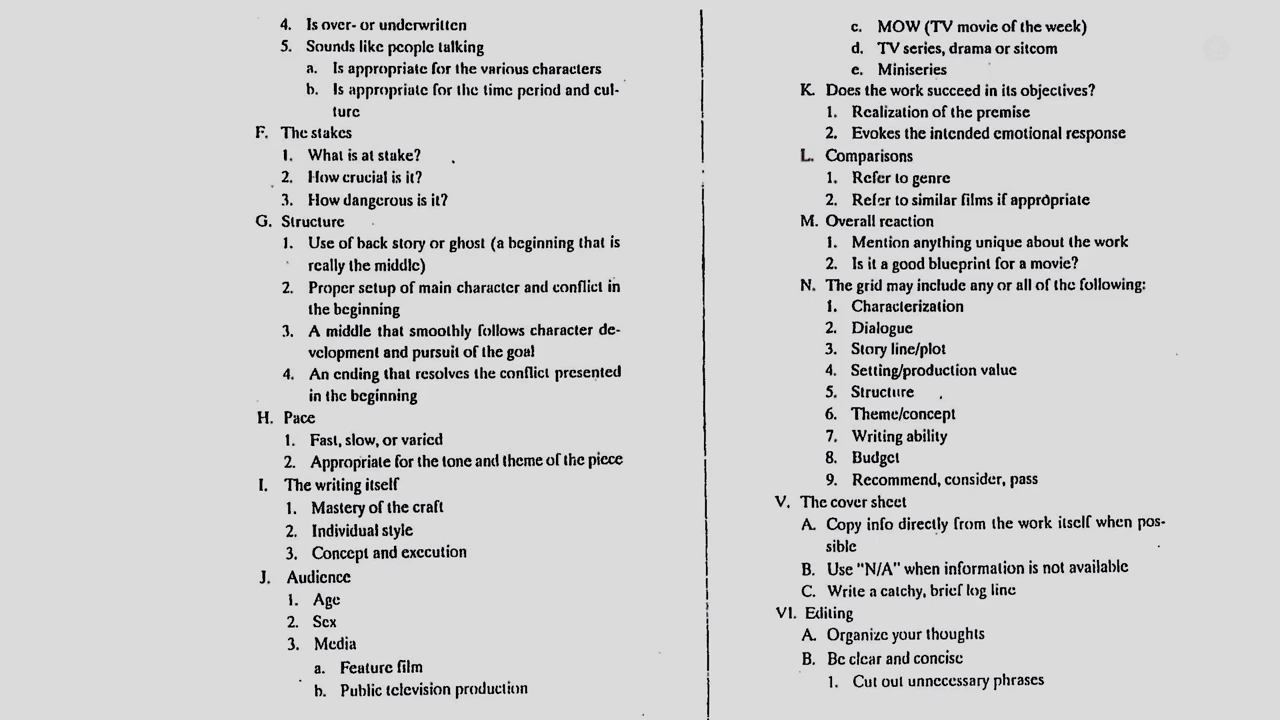 4. Is over- or underwritten
5. Sounds like people talking
a. Is appropriate for the various characters
b. Is appropriate for the time period and cul-
ture
F. The stakes
1. What is at stake?
2. How crucial is it?
3. How dangerous is it?
G. Structure
1. Use of back story or ghost (a beginning that is
really the middle)
2. Proper setup of main character and conflict in
the beginning
3. A middle that smoothly follows character de-
velopment and pursuit of the goal
4. An ending that resolves the conflict presented
in the beginning
H. Pace
1. Fast, slow, or varied
2. Appropriate for the tone and theme of the piece
I. The writing itself
1. Mastery of the craft
2. Individual style
3. Concept and execution
J. Audience
1. Age
2. Sex
3. Media
a. Feature film
b. Public television production
c. MOW (TV movie of the week)
d. TV series, drama or sitcom
e. Miniseries
K. Does the work succeed in its objectives?
1. Realization of the premise
2. Evokes the intended emotional response
L. Comparisons
1. Refer to genre
2. Refer to similar films if appropriate
M. Overall reaction
1. Mention anything unique about the work
2. Is it a good blueprint for a movie?
N. The grid may include any or all of the following:
1. Characterization
2. Dialogue
3. Story line/plot
4. Setting/production value
5. Structure
6. Theme/concept
7. Writing ability
8. Budget
9. Recommend, consider, pass
V. The cover sheet
A. Copy info directly from the work itself when pos-
sible
B. Use "N/A" when information is not available
C. Write a catchy, brief log line
VI. Editing
A. Organize your thoughts
B. Be clear and concise
1. Cut out unnecessary phrases